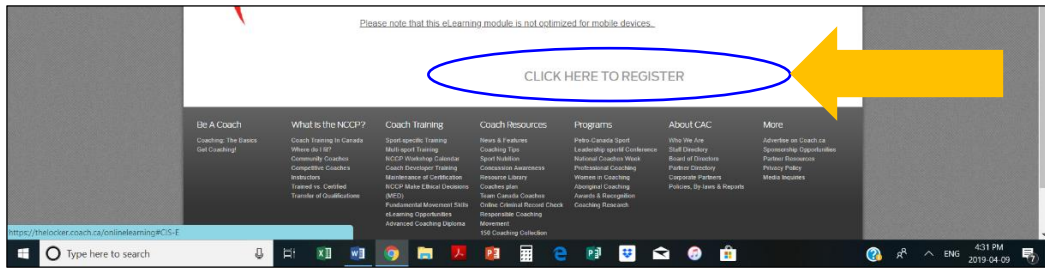 Please note that this eLearning module is not optimized for mobile devices.
CLICK HERE TO REGISTER
Be A Coach
Coaching: The Basics
Get Coaching!
What is the NCCP?
Coach Training in Canada
Where do I fit?
Community Coaches
Competitive Coaches
Instructors
Trained vs. Certified
Transfer of Qualifications
Coach Training
Sport-specific Training
Multi-sport Training
NCCP Workshop Calendar
Coach Developer Training
Maintenance of Certification
NCCP Make Ethical Decisions
(MED)
Fundamental Movement Skills
eLearning Opportunities
Advanced Coaching Diploma
Coach Resources
News & Features
Coaching Tips
Sport Nutrition
Concussion Awareness
Resource Library
Coaches plan
Team Canada Coaches
Online Criminal Record Check
Responsible Coaching
Movement
150 Coaching Collection
Programs
Petro-Canada Sport
Leadership sportif Conference
National Coaches Week
Professional Coaching
Women in Coaching
Aboriginal Coaching
Awards & Recognition
Coaching Research
About CAC
Who We Are
Staff Directory
Board of Directors
Partner Directory
Corporate Partners
Policies, By-laws & Reports
More
Advertise on Coach.ca
Sponsorship Opportunities
Partner Resources
Privacy Policy
Media Inquiries
https://thelocker.coach.ca/onlinelearning#CIS-E
Type here to search
ENG
4:31 PM
2019-04-09